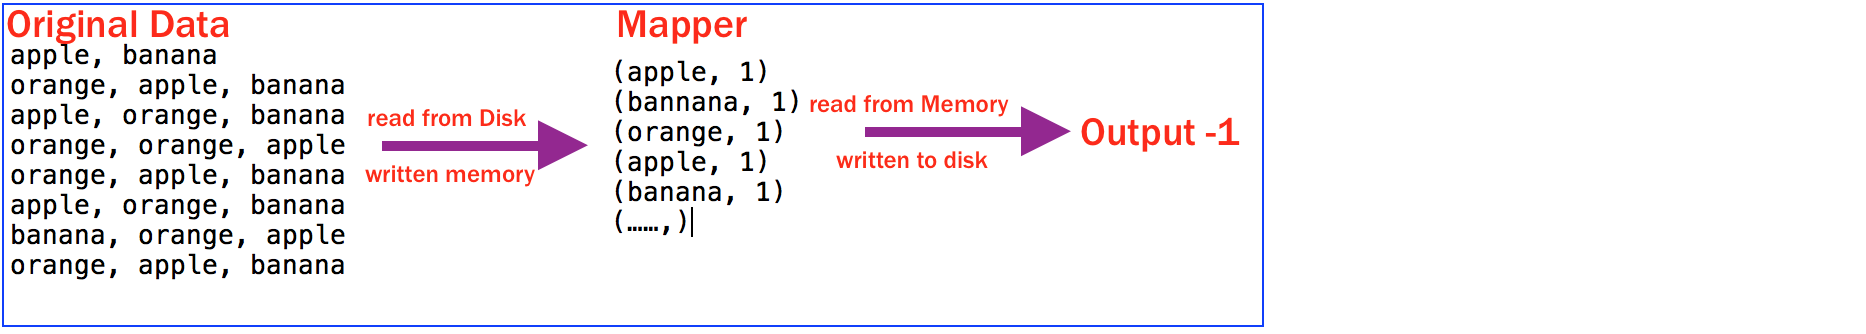 Original Data
apple, banana
orange, apple, banana
apple, orange, banana
orange, orange, apple
orange, apple, banana
apple, orange, banana
banana, orange, apple
orange, apple, banana
read from Disk
written memory
Mapper
(apple, 1)
(bannana, 1)
(orange, 1)
(apple, 1)
(banana, 1)
(……,)
read from Memory
written to disk
Output -1